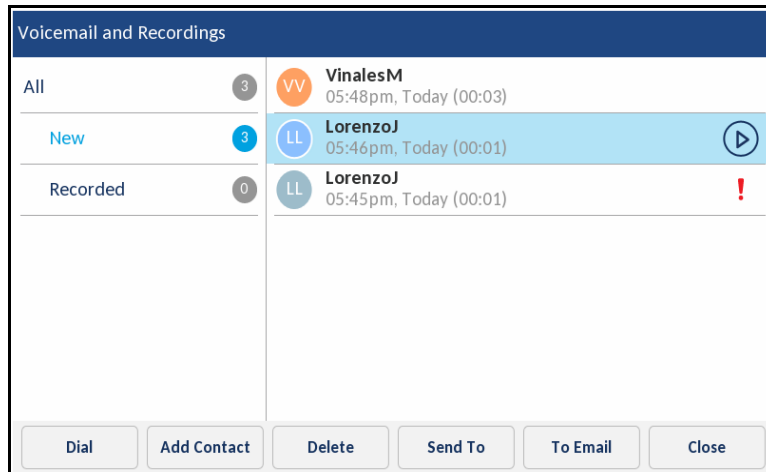 Voicemail and Recordings
All
3
New
3
Recorded
0
VV
VinalesM
05:48pm, Today (00:03)
LL
LorenzoJ
05:46pm, Today (00:01)
LL
LorenzoJ
05:45pm, Today (00:01)
!
Dial
Add Contact
Delete
Send To
To Email
Close